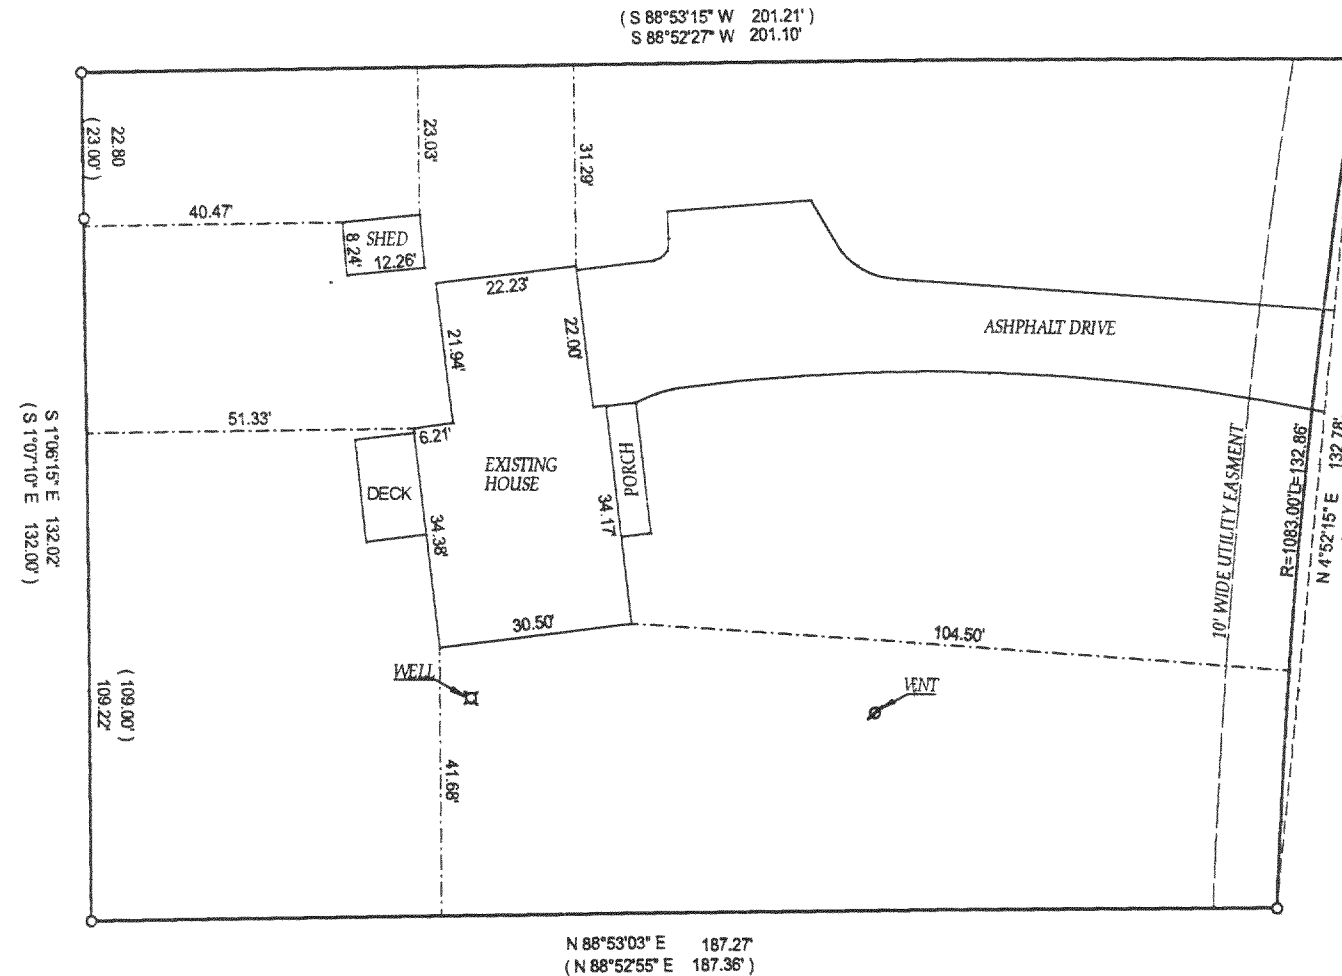 ( S 88°53'15" W 201.21' )
S 88°52'27" W 201.10'
22.80
( 23.00' )
23.03'
31.29'
40.47'
SHED
8.24'
12.26'
22.23'
22.00'
21.94'
ASHPHALT DRIVE
51.33'
6.21'
S 1°06'15" E 132.02'
( S 1°07'10" E 132.00' )
DECK
EXISTING
HOUSE
PORCH
34.38'
34.17'
10' WIDE UTILITY EASMENT
R=1083.00' L=132.86'
N 4°52'15" E 132.78'
30.50'
104.50'
WELL
VENT
( 109.00' )
109.22'
41.68'
N 88°53'03" E 187.27'
( N 88°52'55" E 187.36' )